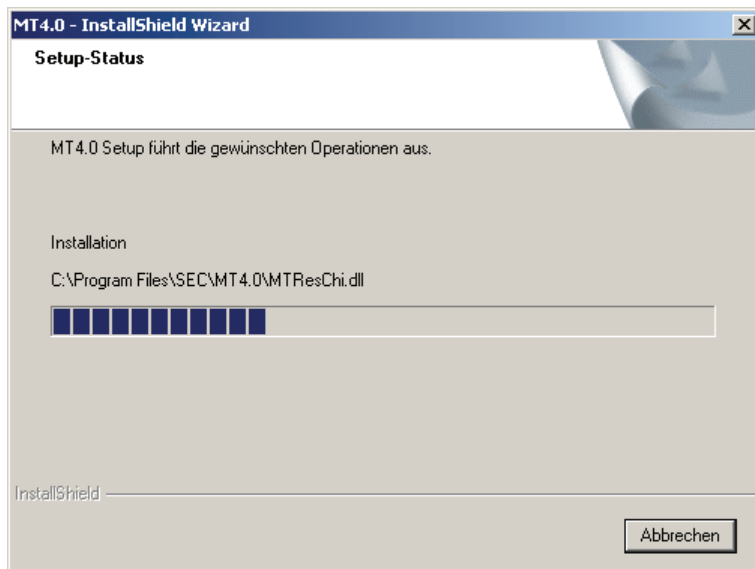 MT4.0 - InstallShield Wizard
Setup-Status
MT4.0 Setup führt die gewünschten Operationen aus.
Installation
C:\Program Files\SEC\MT4.0\MTResChi.dll
InstallShield
Abbrechen